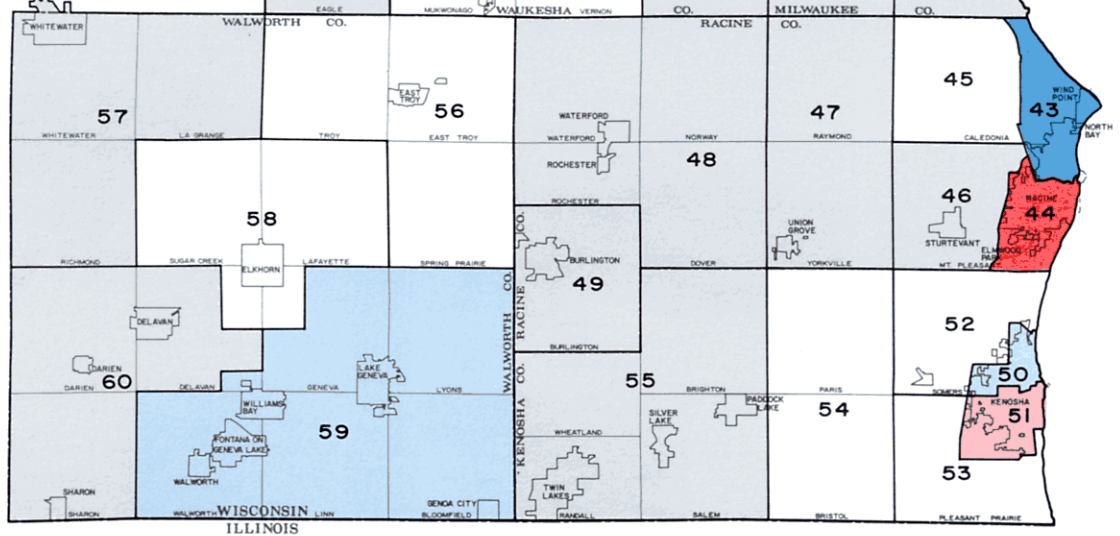 EAGLE
MUKWONAGO
WAUKESHA
VERNON
CO.
MILWAUKEE
CO.
WALWORTH
CO.
RACINE
CO.
WHITEWATER
57
EAST
TROY
56
WATERFORD
47
45
WIND
POINT
43
NORTH
BAY
WHITEWATER
LA GRANGE
TROY
EAST TROY
WATERFORD
NORWAY
RAYMOND
CALEDONIA
ROCHESTER
48
46
RACINE
44
58
ROCHESTER
UNION
GROVE
STURTEVANT
ELMWOOD
PARK
RICHMOND
SUGAR CREEK
ELKHORN
LAFAYETTE
SPRING PRAIRIE
WALWORTH CO.
RACINE CO.
BURLINGTON
49
DOVER
YORKVILLE
MT. PLEASANT
DELAVAN
52
BURLINGTON
DARIEN
60
LAKE
GENEVA
50
DARIEN
DELAVAN
GENEVA
LYONS
KENOSHA CO.
55
BRIGHTON
PARIS
SOMERS
WILLIAMS
BAY
SILVER
LAKE
PADDOCK
LAKE
54
KENOSHA
51
59
FONTANA ON
GENEVA LAKE
WHEATLAND
WALWORTH
53
SHARON
GENOA CITY
TWIN
LAKES
SHARON
WALWORTH
WISCONSIN
LINN
BLOOMFIELD
RANDALL
SALEM
BRISTOL
PLEASANT PRAIRIE
ILLINOIS